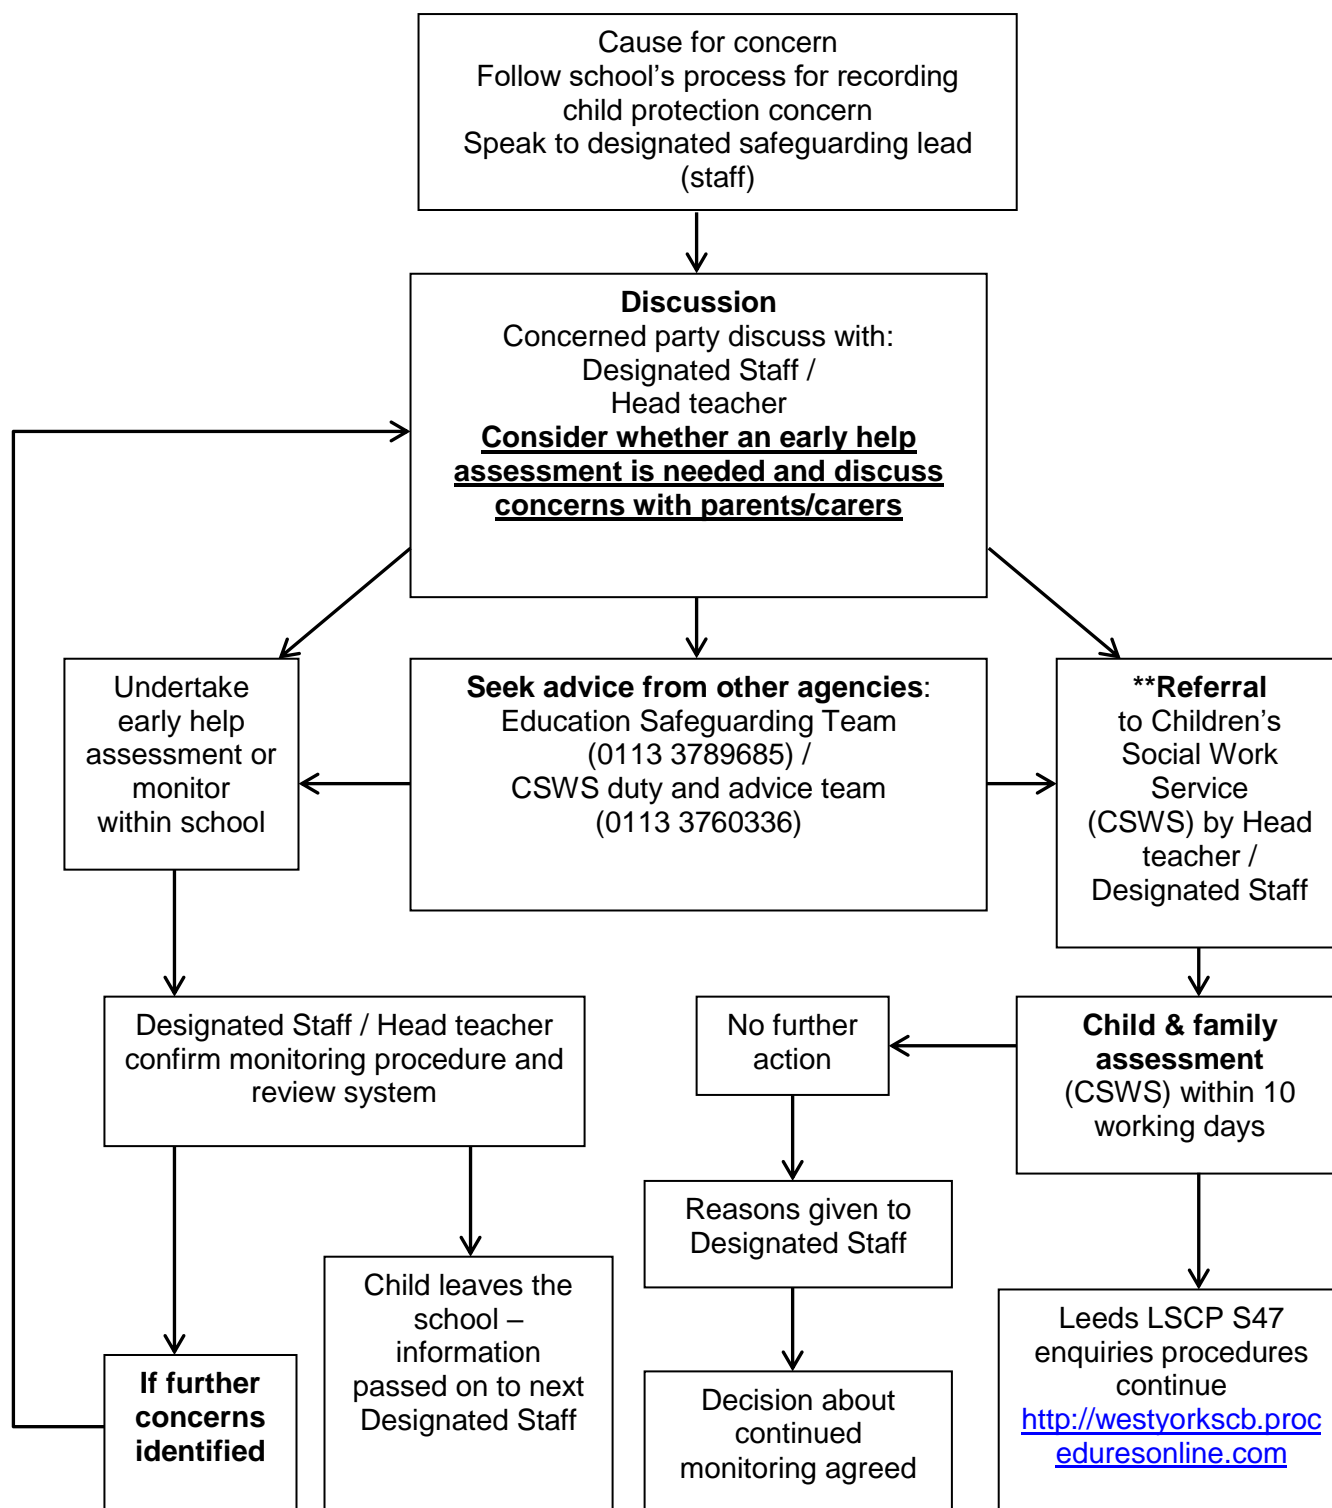 Cause for concern
Follow school’s process for recording
child protection concern
Speak to designated safeguarding lead
(staff)
Discussion
Concerned party discuss with:
Designated Staff /
Head teacher
Consider whether an early help
assessment is needed and discuss
concerns with parents/carers
Undertake
early help
assessment or
monitor
within school
Seek advice from other agencies:
Education Safeguarding Team
(0113 3789685) /
CSWS duty and advice team
(0113 3760336)
**Referral
to Children’s
Social Work
Service
(CSWS) by Head
teacher /
Designated Staff
Designated Staff / Head teacher
confirm monitoring procedure and
review system
No further
action
Child & family
assessment
(CSWS) within 10
working days
Reasons given to
Designated Staff
Child leaves the
school –
information
passed on to next
Designated Staff
Leeds LSCP S47
enquiries procedures
continue
http://westyorkscb.proc
eduresonline.com
If further
concerns
identified
Decision about
continued
monitoring agreed